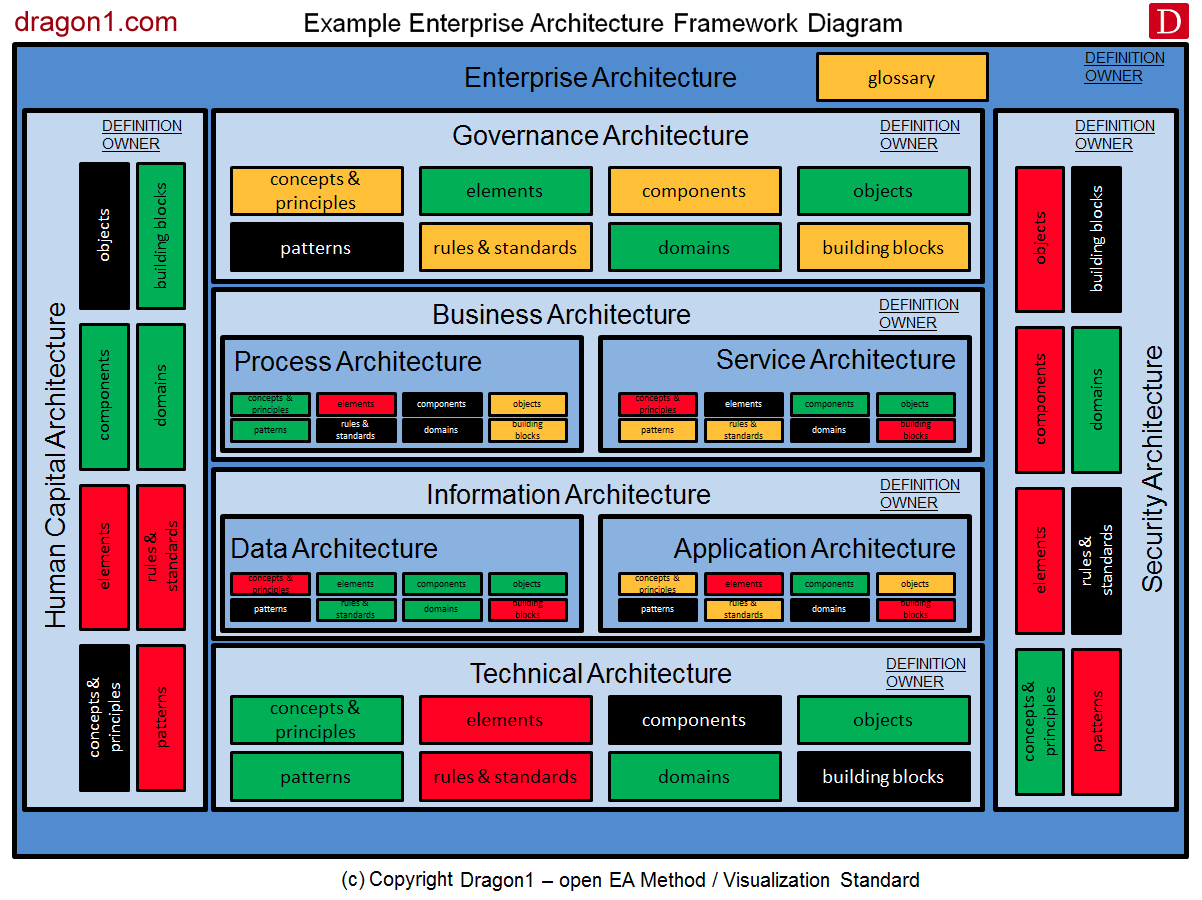 dragon1.com
Example Enterprise Architecture Framework Diagram
D
Enterprise Architecture
glossary
DEFINITION
OWNER
Human Capital Architecture
DEFINITION
OWNER
objects
building blocks
components
domains
elements
rules &
standards
concepts &
principles
patterns
Governance Architecture
DEFINITION
OWNER
concepts &
principles
elements
components
objects
patterns
rules & standards
domains
building blocks
Business Architecture
DEFINITION
OWNER
Process Architecture
concepts &
principles
elements
components
objects
patterns
rules &
standards
domains
building
blocks
Service Architecture
concepts &
principles
elements
components
objects
patterns
rules &
standards
domains
building
blocks
Information Architecture
DEFINITION
OWNER
Data Architecture
concepts &
principles
elements
components
objects
patterns
rules &
standards
domains
building
blocks
Application Architecture
concepts &
principles
elements
components
objects
patterns
rules &
standards
domains
building
blocks
Technical Architecture
DEFINITION
OWNER
concepts &
principles
elements
components
objects
patterns
rules & standards
domains
building blocks
DEFINITION
OWNER
objects
building blocks
components
domains
elements
rules &
standards
concepts &
principles
patterns
Security Architecture
(c) Copyright Dragon1 – open EA Method / Visualization Standard